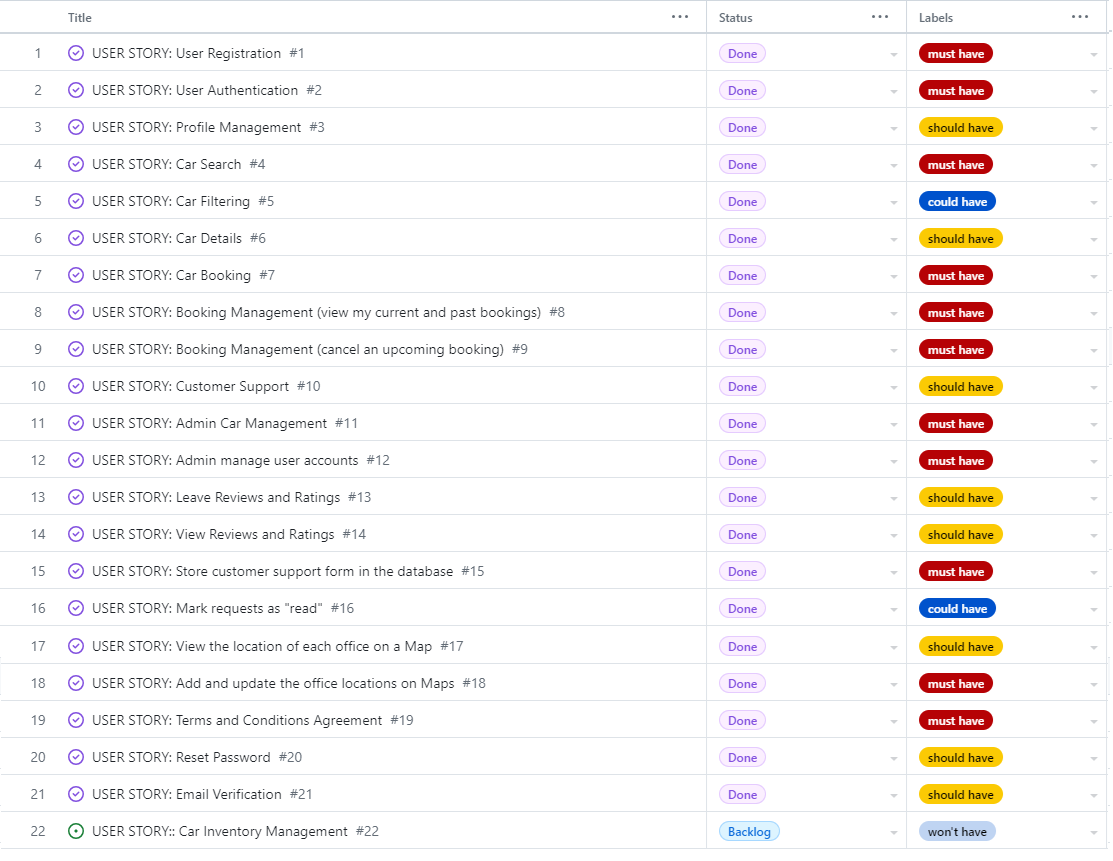 Title ... Status ... Labels ...
1 USER STORY: User Registration #1 Done must have
2 USER STORY: User Authentication #2 Done must have
3 USER STORY: Profile Management #3 Done should have
4 USER STORY: Car Search #4 Done must have
5 USER STORY: Car Filtering #5 Done could have
6 USER STORY: Car Details #6 Done should have
7 USER STORY: Car Booking #7 Done must have
8 USER STORY: Booking Management (view my current and past bookings) #8 Done must have
9 USER STORY: Booking Management (cancel an upcoming booking) #9 Done must have
10 USER STORY: Customer Support #10 Done should have
11 USER STORY: Admin Car Management #11 Done must have
12 USER STORY: Admin manage user accounts #12 Done must have
13 USER STORY: Leave Reviews and Ratings #13 Done should have
14 USER STORY: View Reviews and Ratings #14 Done should have
15 USER STORY: Store customer support form in the database #15 Done must have
16 USER STORY: Mark requests as "read" #16 Done could have
17 USER STORY: View the location of each office on a Map #17 Done should have
18 USER STORY: Add and update the office locations on Maps #18 Done must have
19 USER STORY: Terms and Conditions Agreement #19 Done must have
20 USER STORY: Reset Password #20 Done should have
21 USER STORY: Email Verification #21 Done should have
22 USER STORY:: Car Inventory Management #22 Backlog won't have